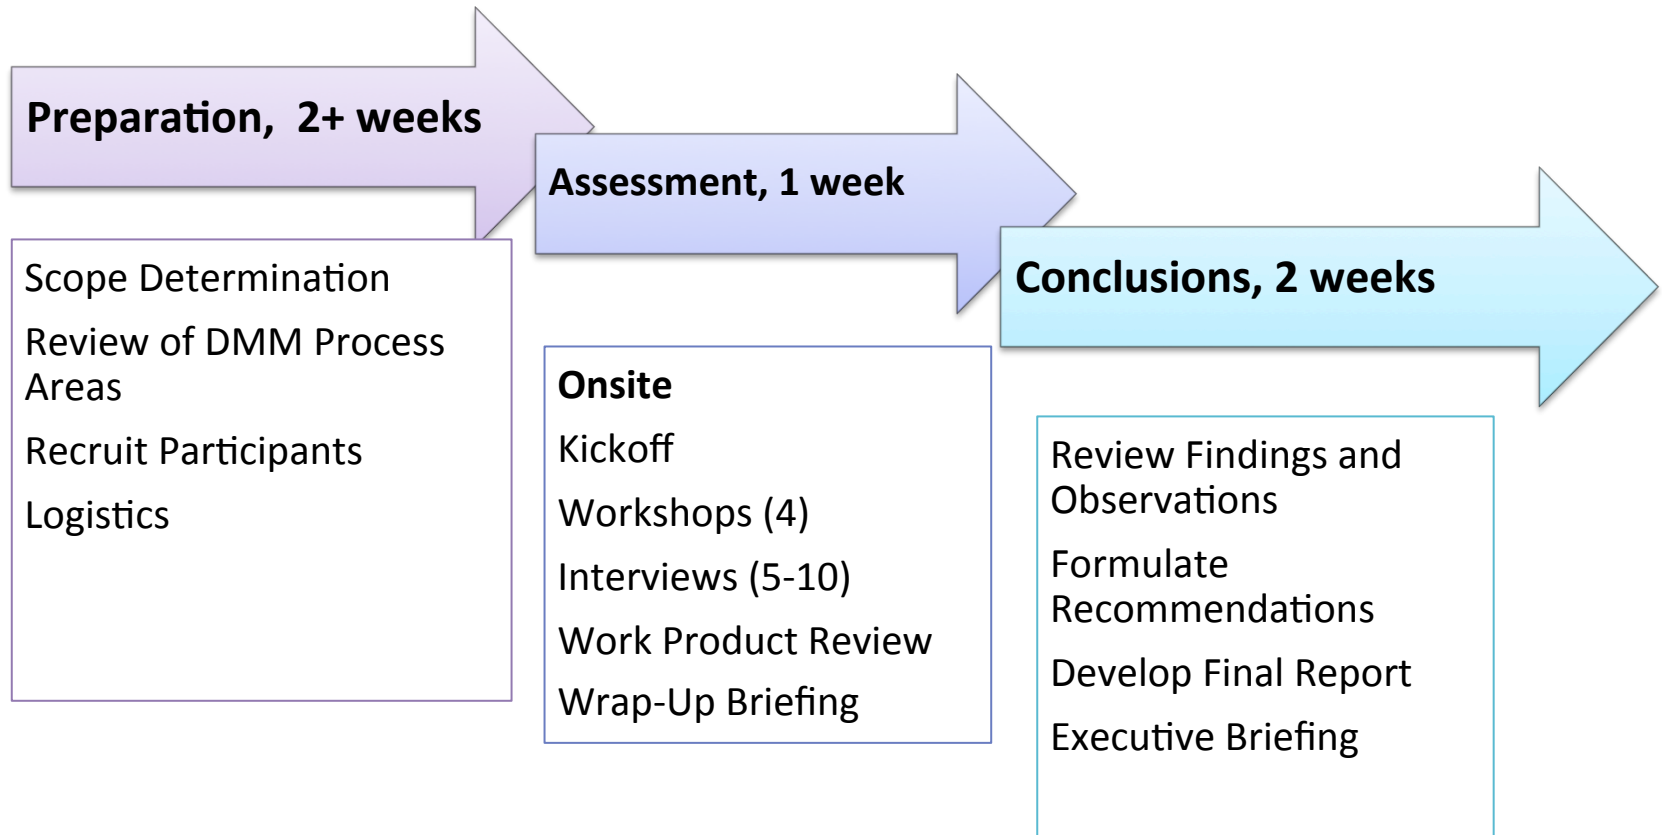 Preparation, 2+ weeks
Scope Determination
Review of DMM Process
Areas
Recruit Participants
Logistics
Assessment, 1 week
Onsite
Kickoff
Workshops (4)
Interviews (5-10)
Work Product Review
Wrap-Up Briefing
Conclusions, 2 weeks
Review Findings and
Observations
Formulate
Recommendations
Develop Final Report
Executive Briefing